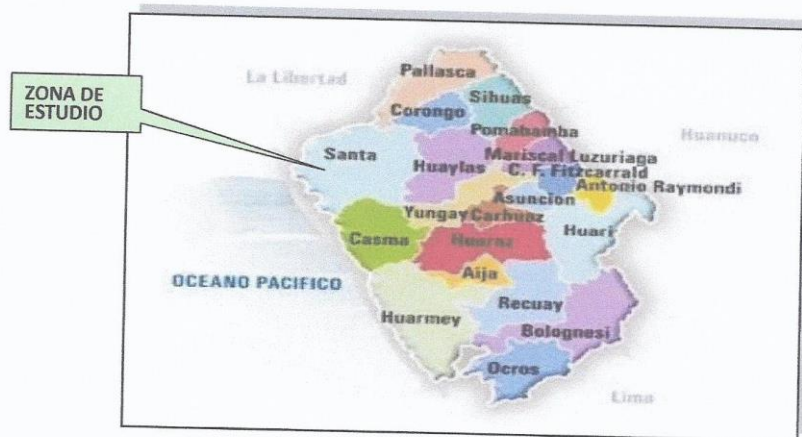 La Libertad
Pallasca
ZONA DE
ESTUDIO
Sihuas
Corongo
Pomabamba
Huanuco
Santa
Mariscal Luzuriaga
Huaylas
C. F. Fitzcarrald
Antonio Raymondi
Asuncion
Yungay
Carhuaz
Casma
Huaraz
Huari
Aija
OCEANO PACIFICO
Recuay
Huarmey
Bolognesi
Ocros
Lima